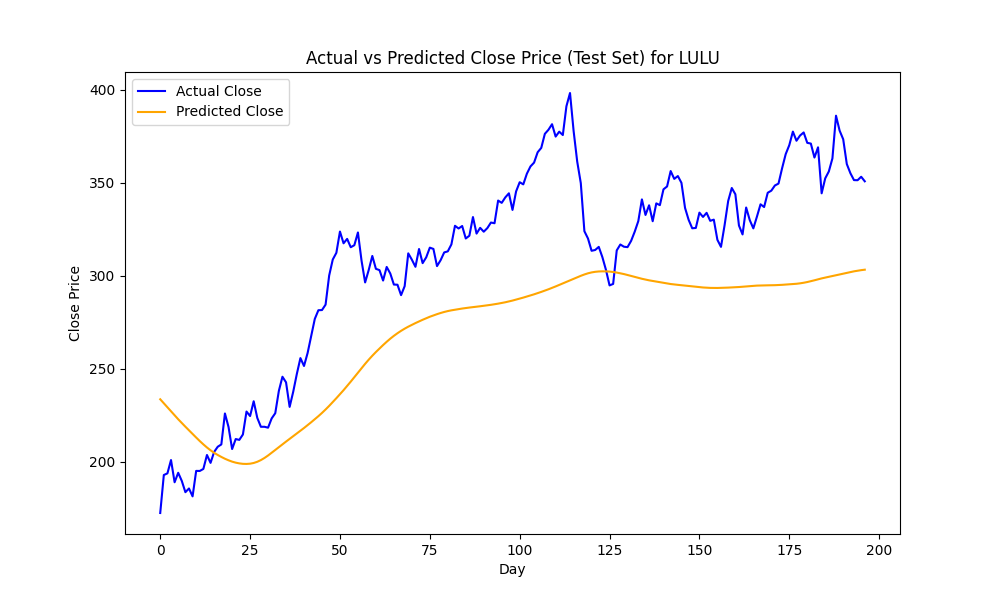 Actual vs Predicted Close Price (Test Set) for LULU
Actual Close
Predicted Close
400
350
300
250
200
Close Price
0 25 50 75 100 125 150 175 200
Day